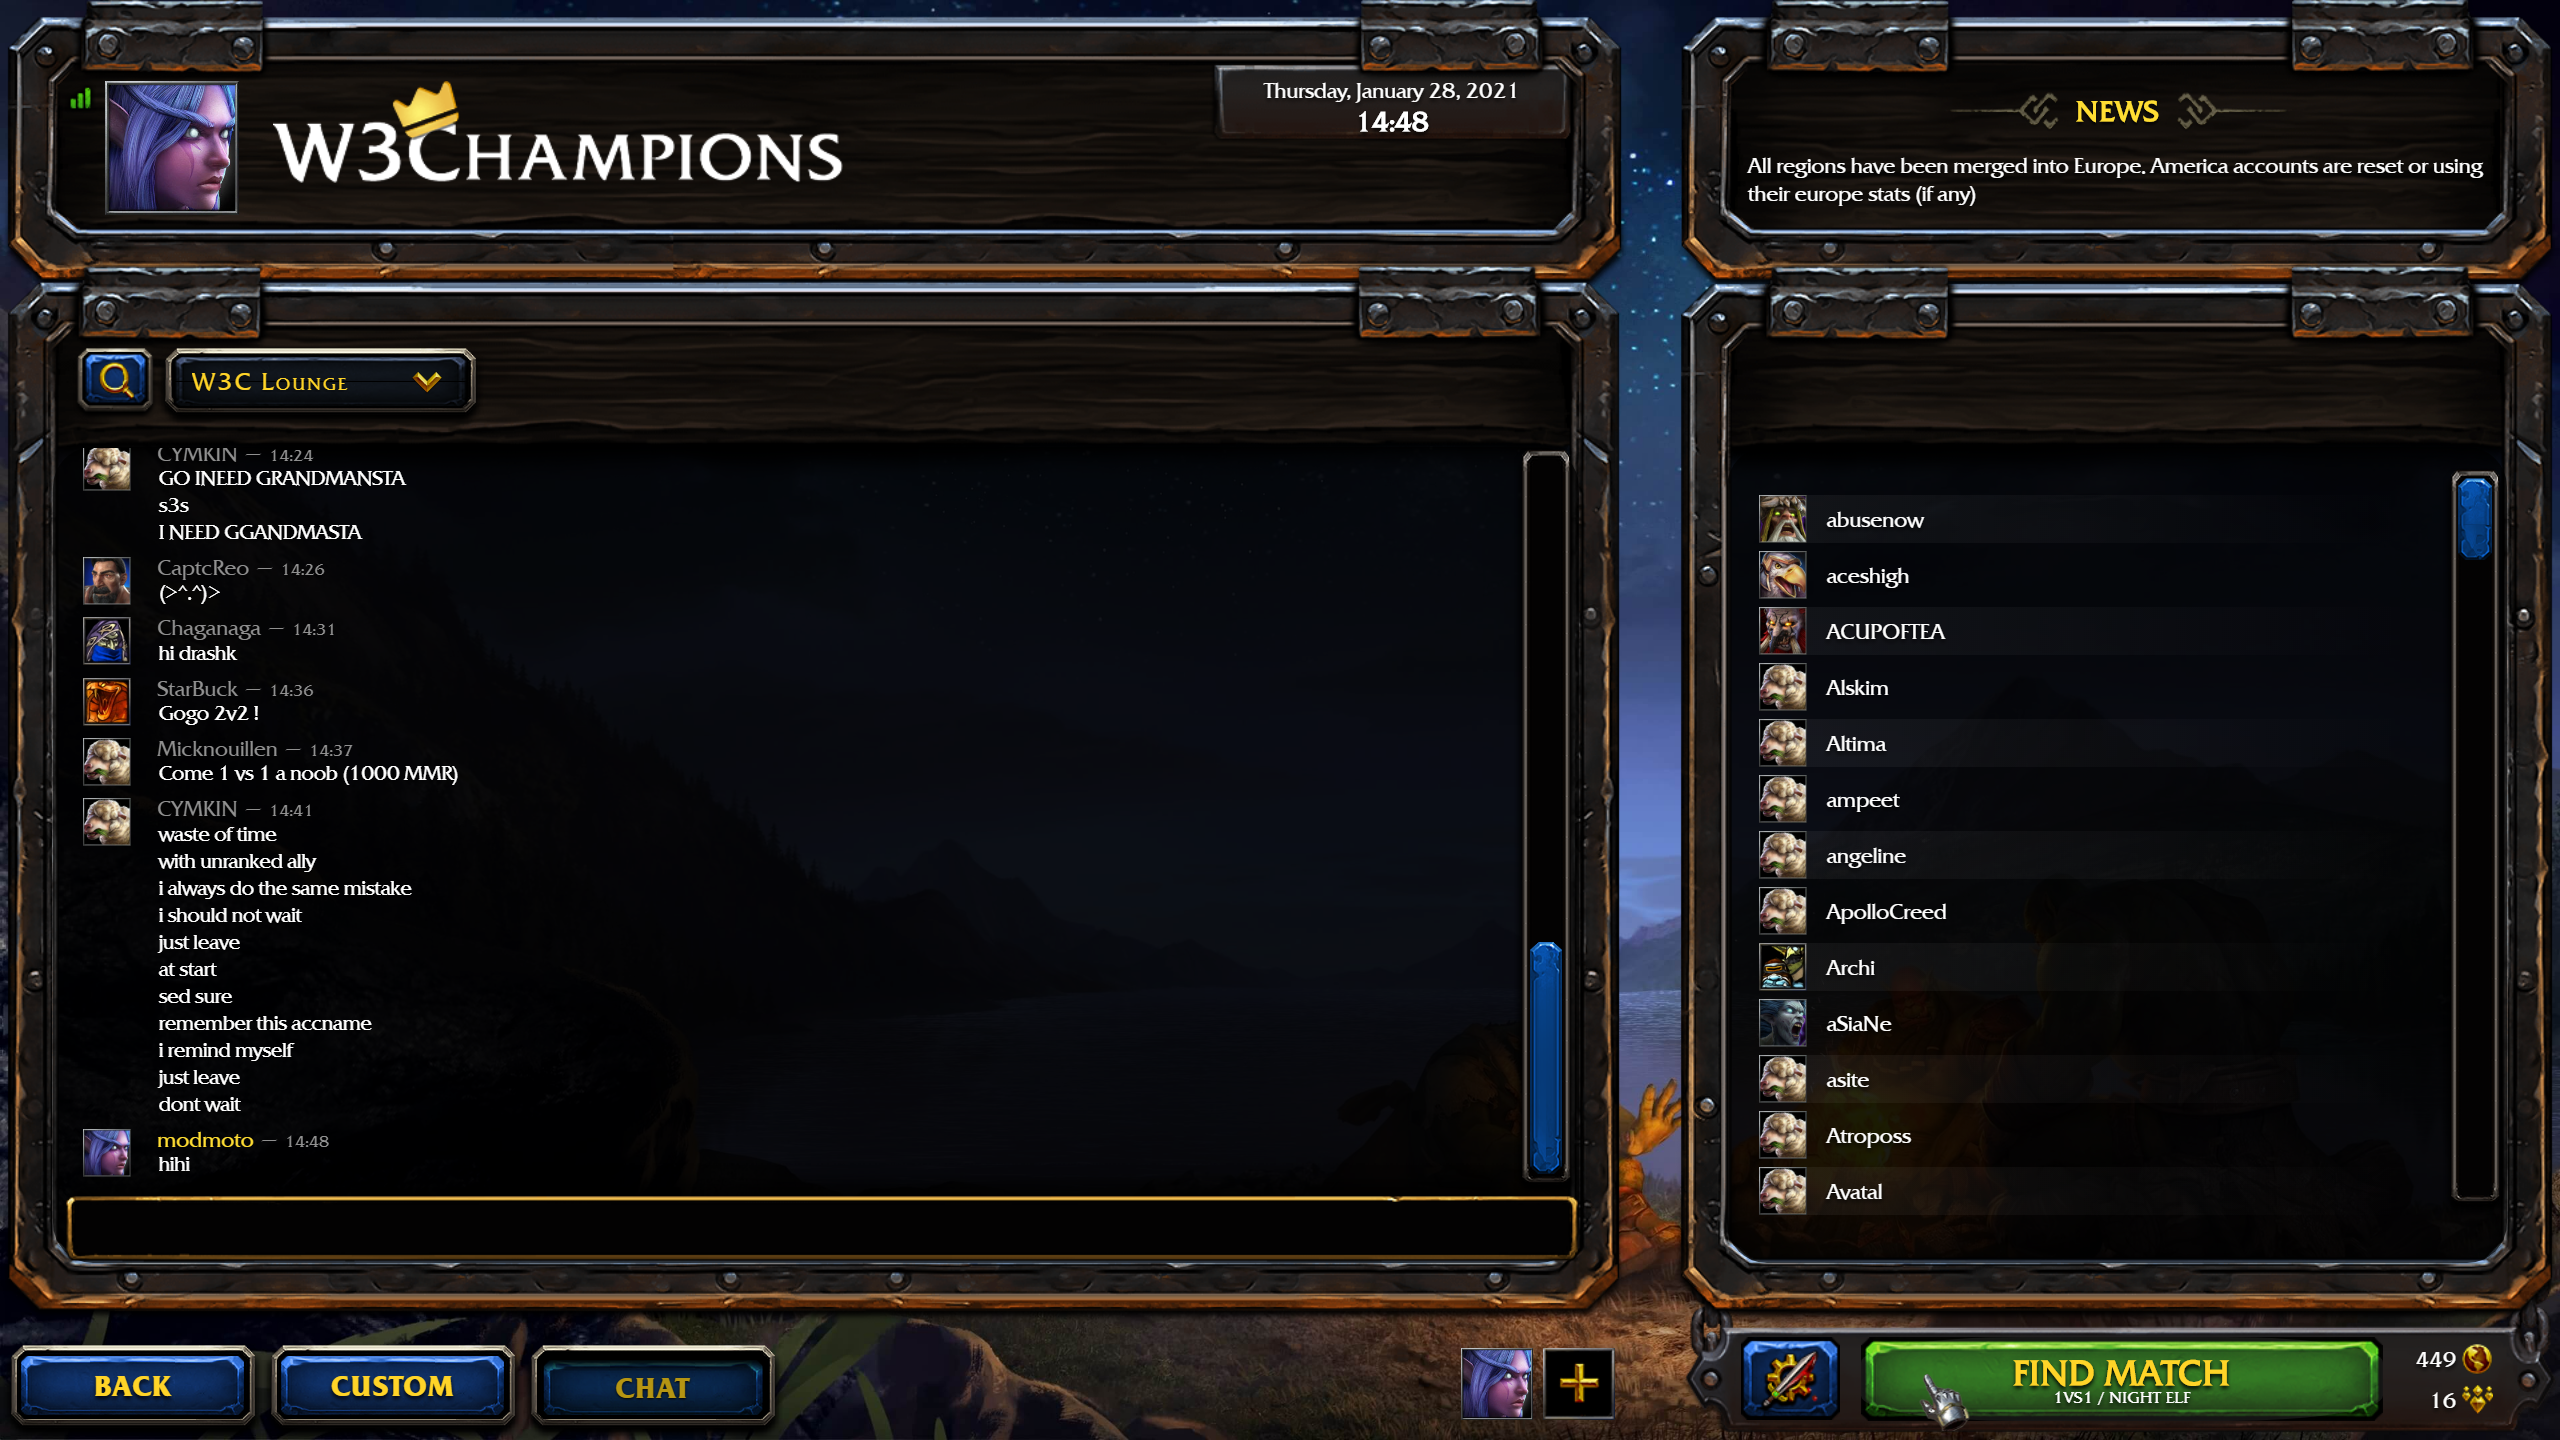 W3CHAMPIONS
Thursday, January 28, 2021
14:48
NEWS
All regions have been merged into Europe. America accounts are reset or using
their europe stats (if any)
W3C LOUNGE
CYMKIN — 14:24
GO INEED GRANDMANSTA
s3s
I NEED GGANDMASTA
CaptcReo — 14:26
(>^.^)>
Chaganaga — 14:31
hi drashk
StarBuck — 14:36
Gogo 2v2 !
Micknouillen — 14:37
Come 1 vs 1 a noob (1000 MMR)
CYMKIN — 14:41
waste of time
with unranked ally
i always do the same mistake
i should not wait
just leave
at start
sed sure
remember this accname
i remind myself
just leave
dont wait
modmoto — 14:48
hihi
abusenow
aceshigh
ACUPOFTEA
Alskim
Altima
ampeet
angeline
ApolloCreed
Archi
aSiaNe
asite
Atroposs
Avatal
BACK
CUSTOM
CHAT
FIND MATCH
1VS1 / NIGHT ELF
449
16